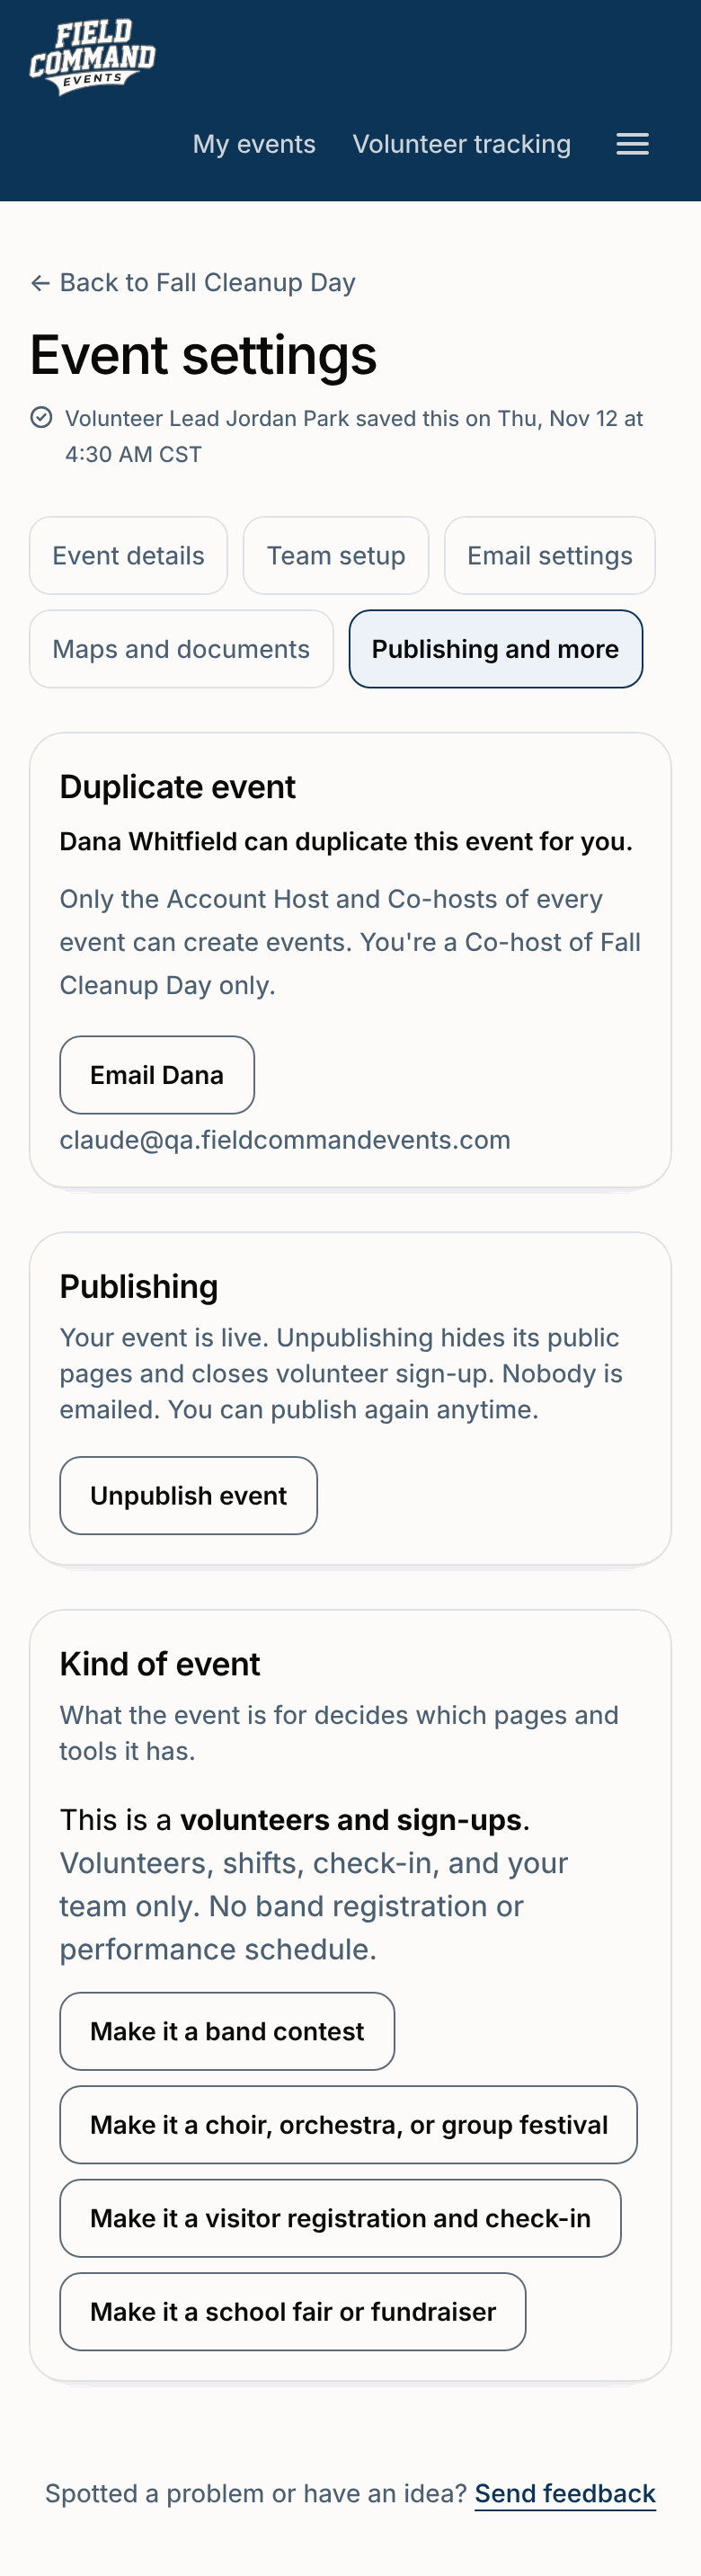 FIELD
COMMAND
EVENTS
My events
Volunteer tracking
← Back to Fall Cleanup Day
Event settings
Volunteer Lead Jordan Park saved this on Thu, Nov 12 at
4:30 AM CST
Event details
Team setup
Email settings
Maps and documents
Publishing and more
Duplicate event
Dana Whitfield can duplicate this event for you.
Only the Account Host and Co-hosts of every
event can create events. You're a Co-host of Fall
Cleanup Day only.
Email Dana
claude@qa.fieldcommandevents.com
Publishing
Your event is live. Unpublishing hides its public
pages and closes volunteer sign-up. Nobody is
emailed. You can publish again anytime.
Unpublish event
Kind of event
What the event is for decides which pages and
tools it has.
This is a volunteers and sign-ups.
Volunteers, shifts, check-in, and your
team only. No band registration or
performance schedule.
Make it a band contest
Make it a choir, orchestra, or group festival
Make it a visitor registration and check-in
Make it a school fair or fundraiser
Spotted a problem or have an idea? Send feedback